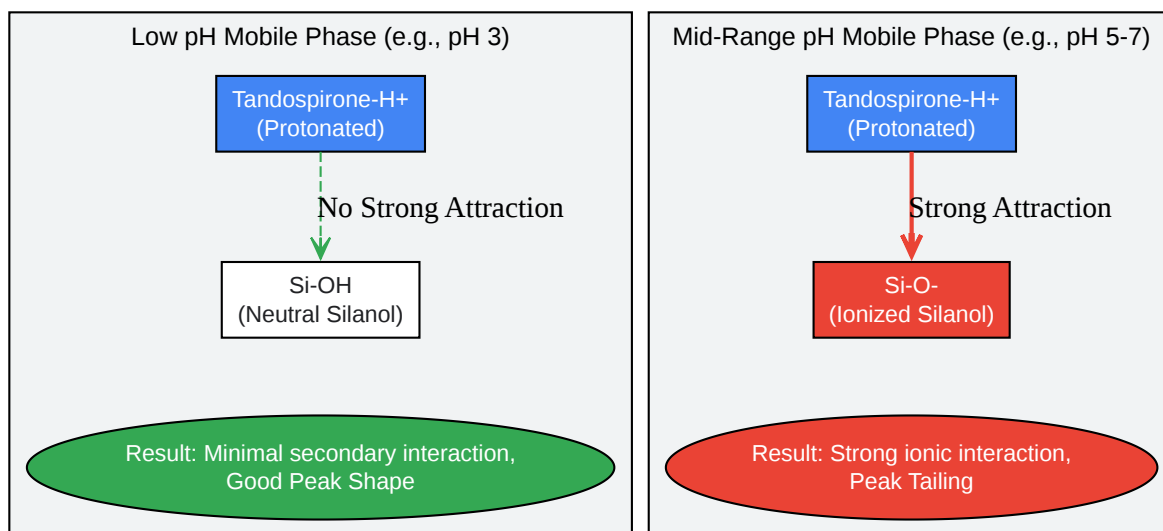 Low pH Mobile Phase (e.g., pH 3)
Tandospirone-H+
(Protonated)
No Strong Attraction
Si-OH
(Neutral Silanol)
Result: Minimal secondary interaction,
Good Peak Shape
Mid-Range pH Mobile Phase (e.g., pH 5-7)
Tandospirone-H+
(Protonated)
Strong Attraction
Si-O-
(Ionized Silanol)
Result: Strong ionic interaction,
Peak Tailing